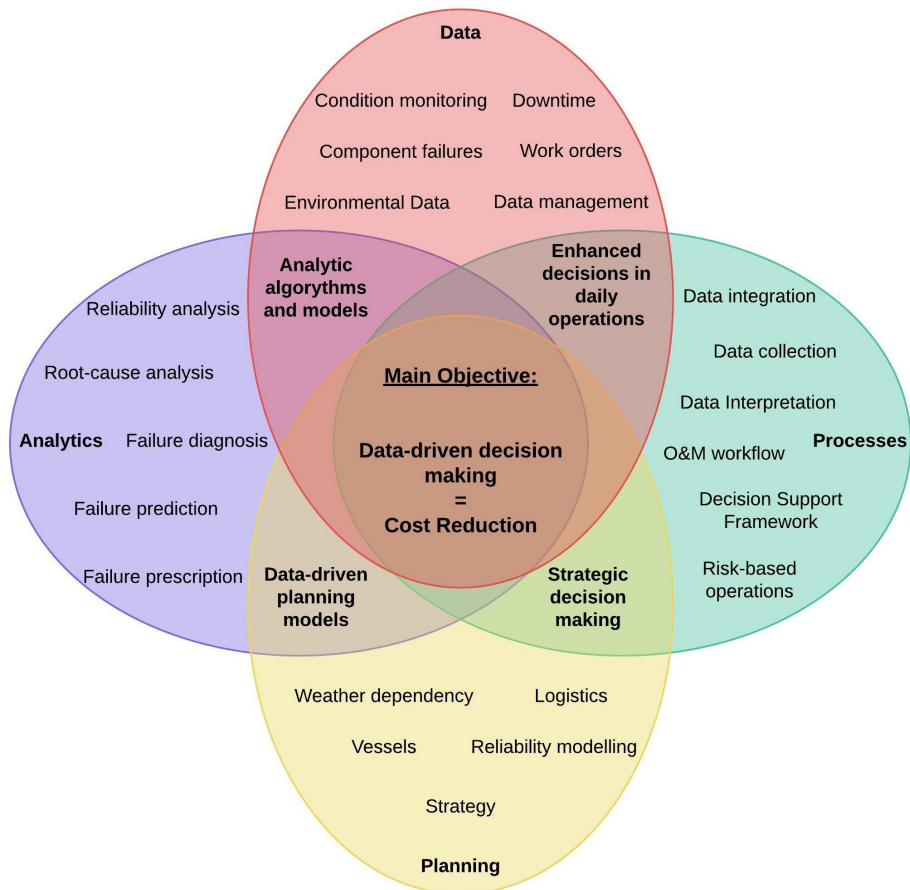 Data
Condition monitoring
Downtime
Component failures
Work orders
Environmental Data
Data management
Analytic
algorythms
and models
Enhanced
decisions in
daily
operations
Reliability analysis
Root-cause analysis
Analytics
Failure diagnosis
Failure prediction
Failure prescription
Main Objective:
Data-driven decision
making
=
Cost Reduction
Data integration
Data collection
Data Interpretation
Processes
O&M workflow
Decision Support
Framework
Risk-based
operations
Data-driven
planning
models
Strategic
decision
making
Weather dependency
Logistics
Vessels
Reliability modelling
Strategy
Planning